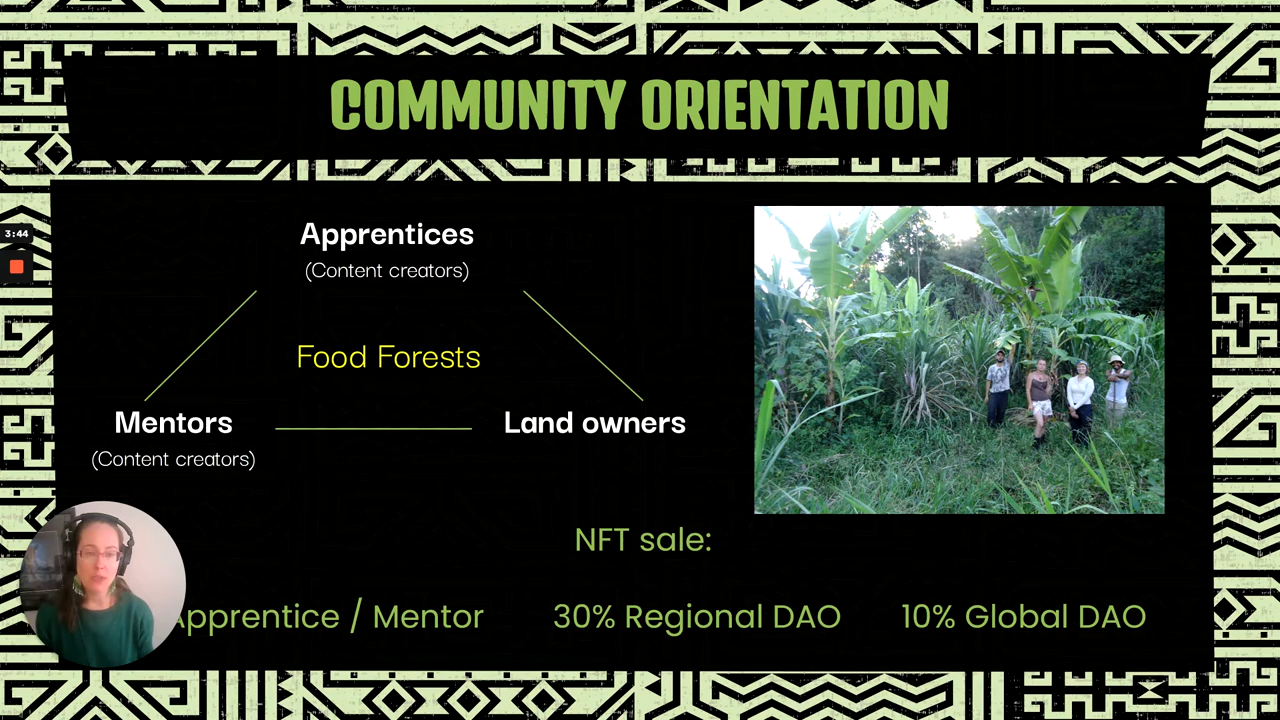 COMMUNITY ORIENTATION
3:44
Apprentices
(Content creators)
Food Forests
Mentors
(Content creators)
Land owners
NFT sale:
Apprentice / Mentor
30% Regional DAO
10% Global DAO